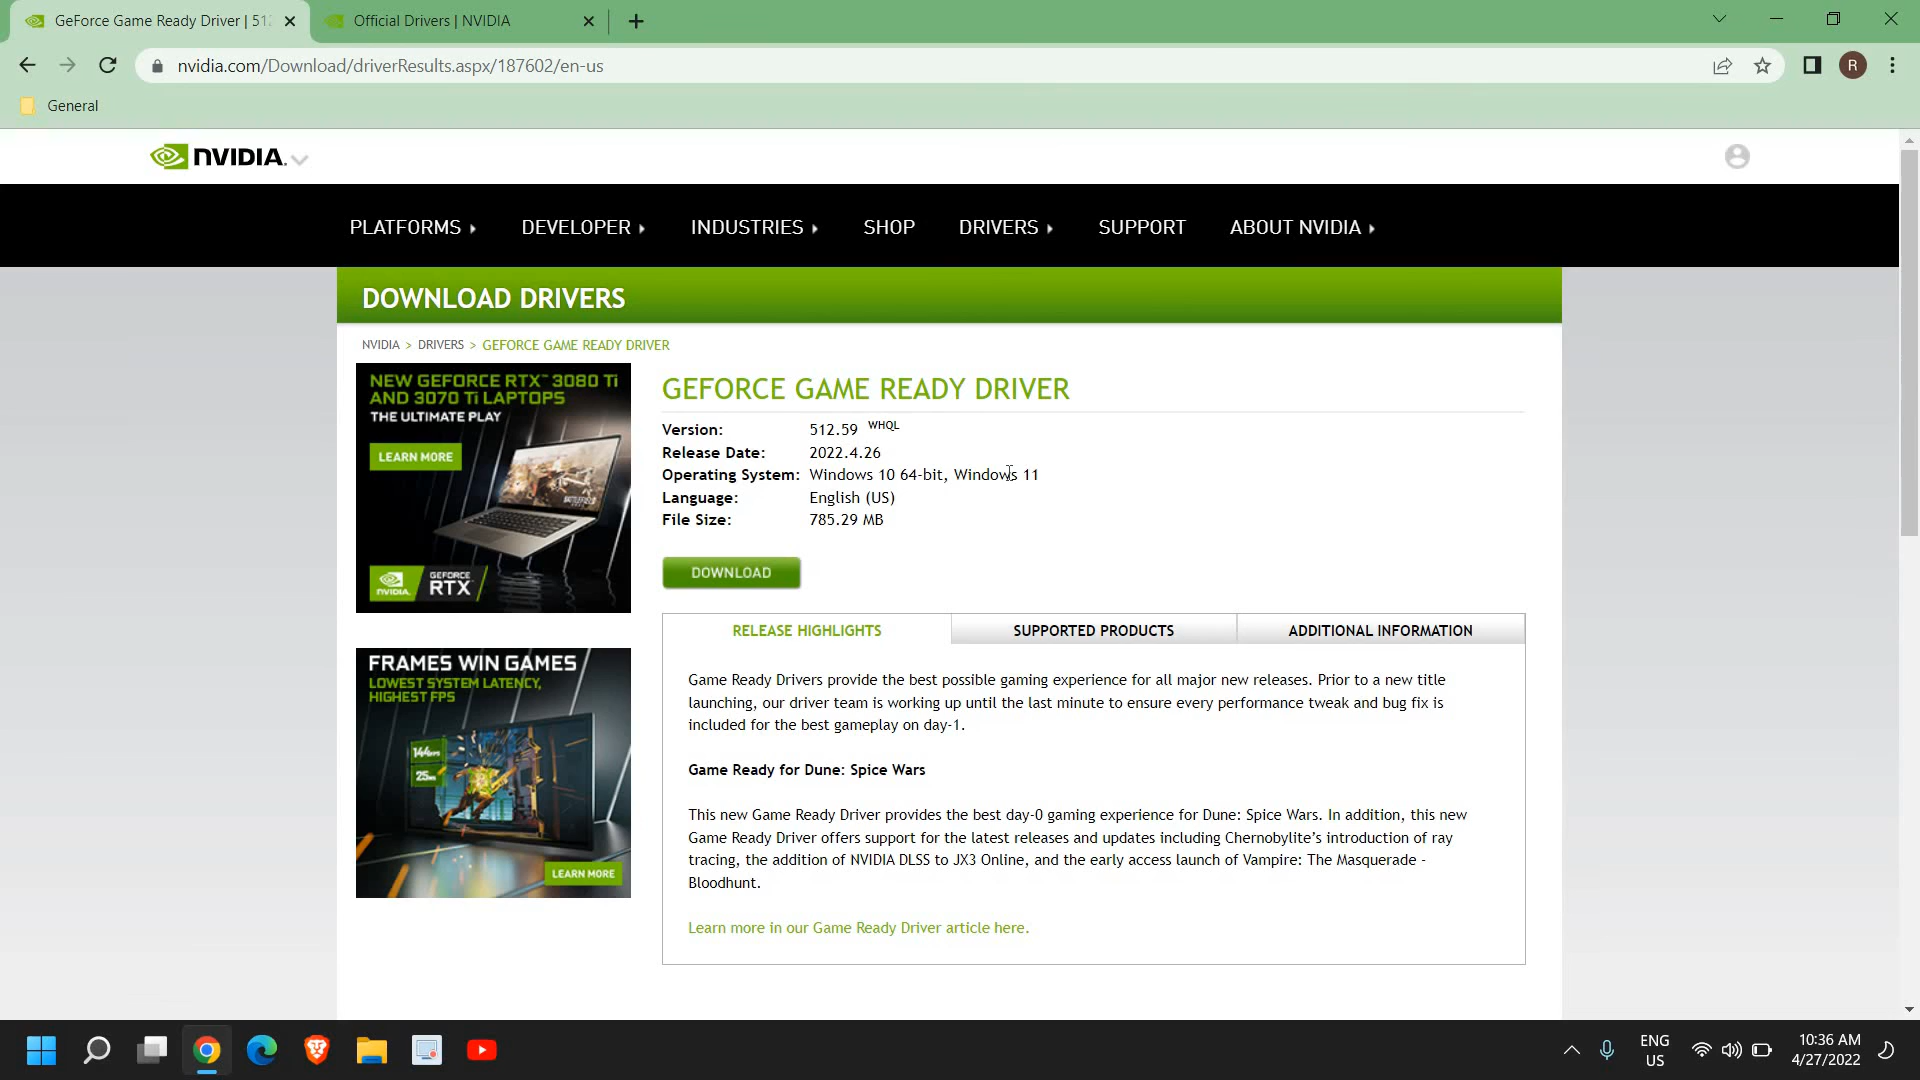 GeForce Game Ready Driver | 512
Official Drivers | NVIDIA
nvidia.com/Download/driverResults.aspx/187602/en-us
R
General
NVIDIA.
PLATFORMS DEVELOPER INDUSTRIES SHOP DRIVERS SUPPORT ABOUT NVIDIA
DOWNLOAD DRIVERS
NVIDIA > DRIVERS > GEFORCE GAME READY DRIVER
NEW GEFORCE RTX™ 3080 Ti
AND 3070 Ti LAPTOPS
THE ULTIMATE PLAY
LEARN MORE
NVIDIA.
GEFORCE
RTX
FRAMES WIN GAMES
LOWEST SYSTEM LATENCY,
HIGHEST FPS
144FPS
25ms
LEARN MORE
GEFORCE GAME READY DRIVER
Version: 512.59 WHQL
Release Date: 2022.4.26
Operating System: Windows 10 64-bit, Windows 11
Language: English (US)
File Size: 785.29 MB
DOWNLOAD
RELEASE HIGHLIGHTS SUPPORTED PRODUCTS ADDITIONAL INFORMATION
Game Ready Drivers provide the best possible gaming experience for all major new releases. Prior to a new title
launching, our driver team is working up until the last minute to ensure every performance tweak and bug fix is
included for the best gameplay on day-1.
Game Ready for Dune: Spice Wars
This new Game Ready Driver provides the best day-0 gaming experience for Dune: Spice Wars. In addition, this new
Game Ready Driver offers support for the latest releases and updates including Chernobylite’s introduction of ray
tracing, the addition of NVIDIA DLSS to JX3 Online, and the early access launch of Vampire: The Masquerade -
Bloodhunt.
Learn more in our Game Ready Driver article here.
ENG
US
10:36 AM
4/27/2022